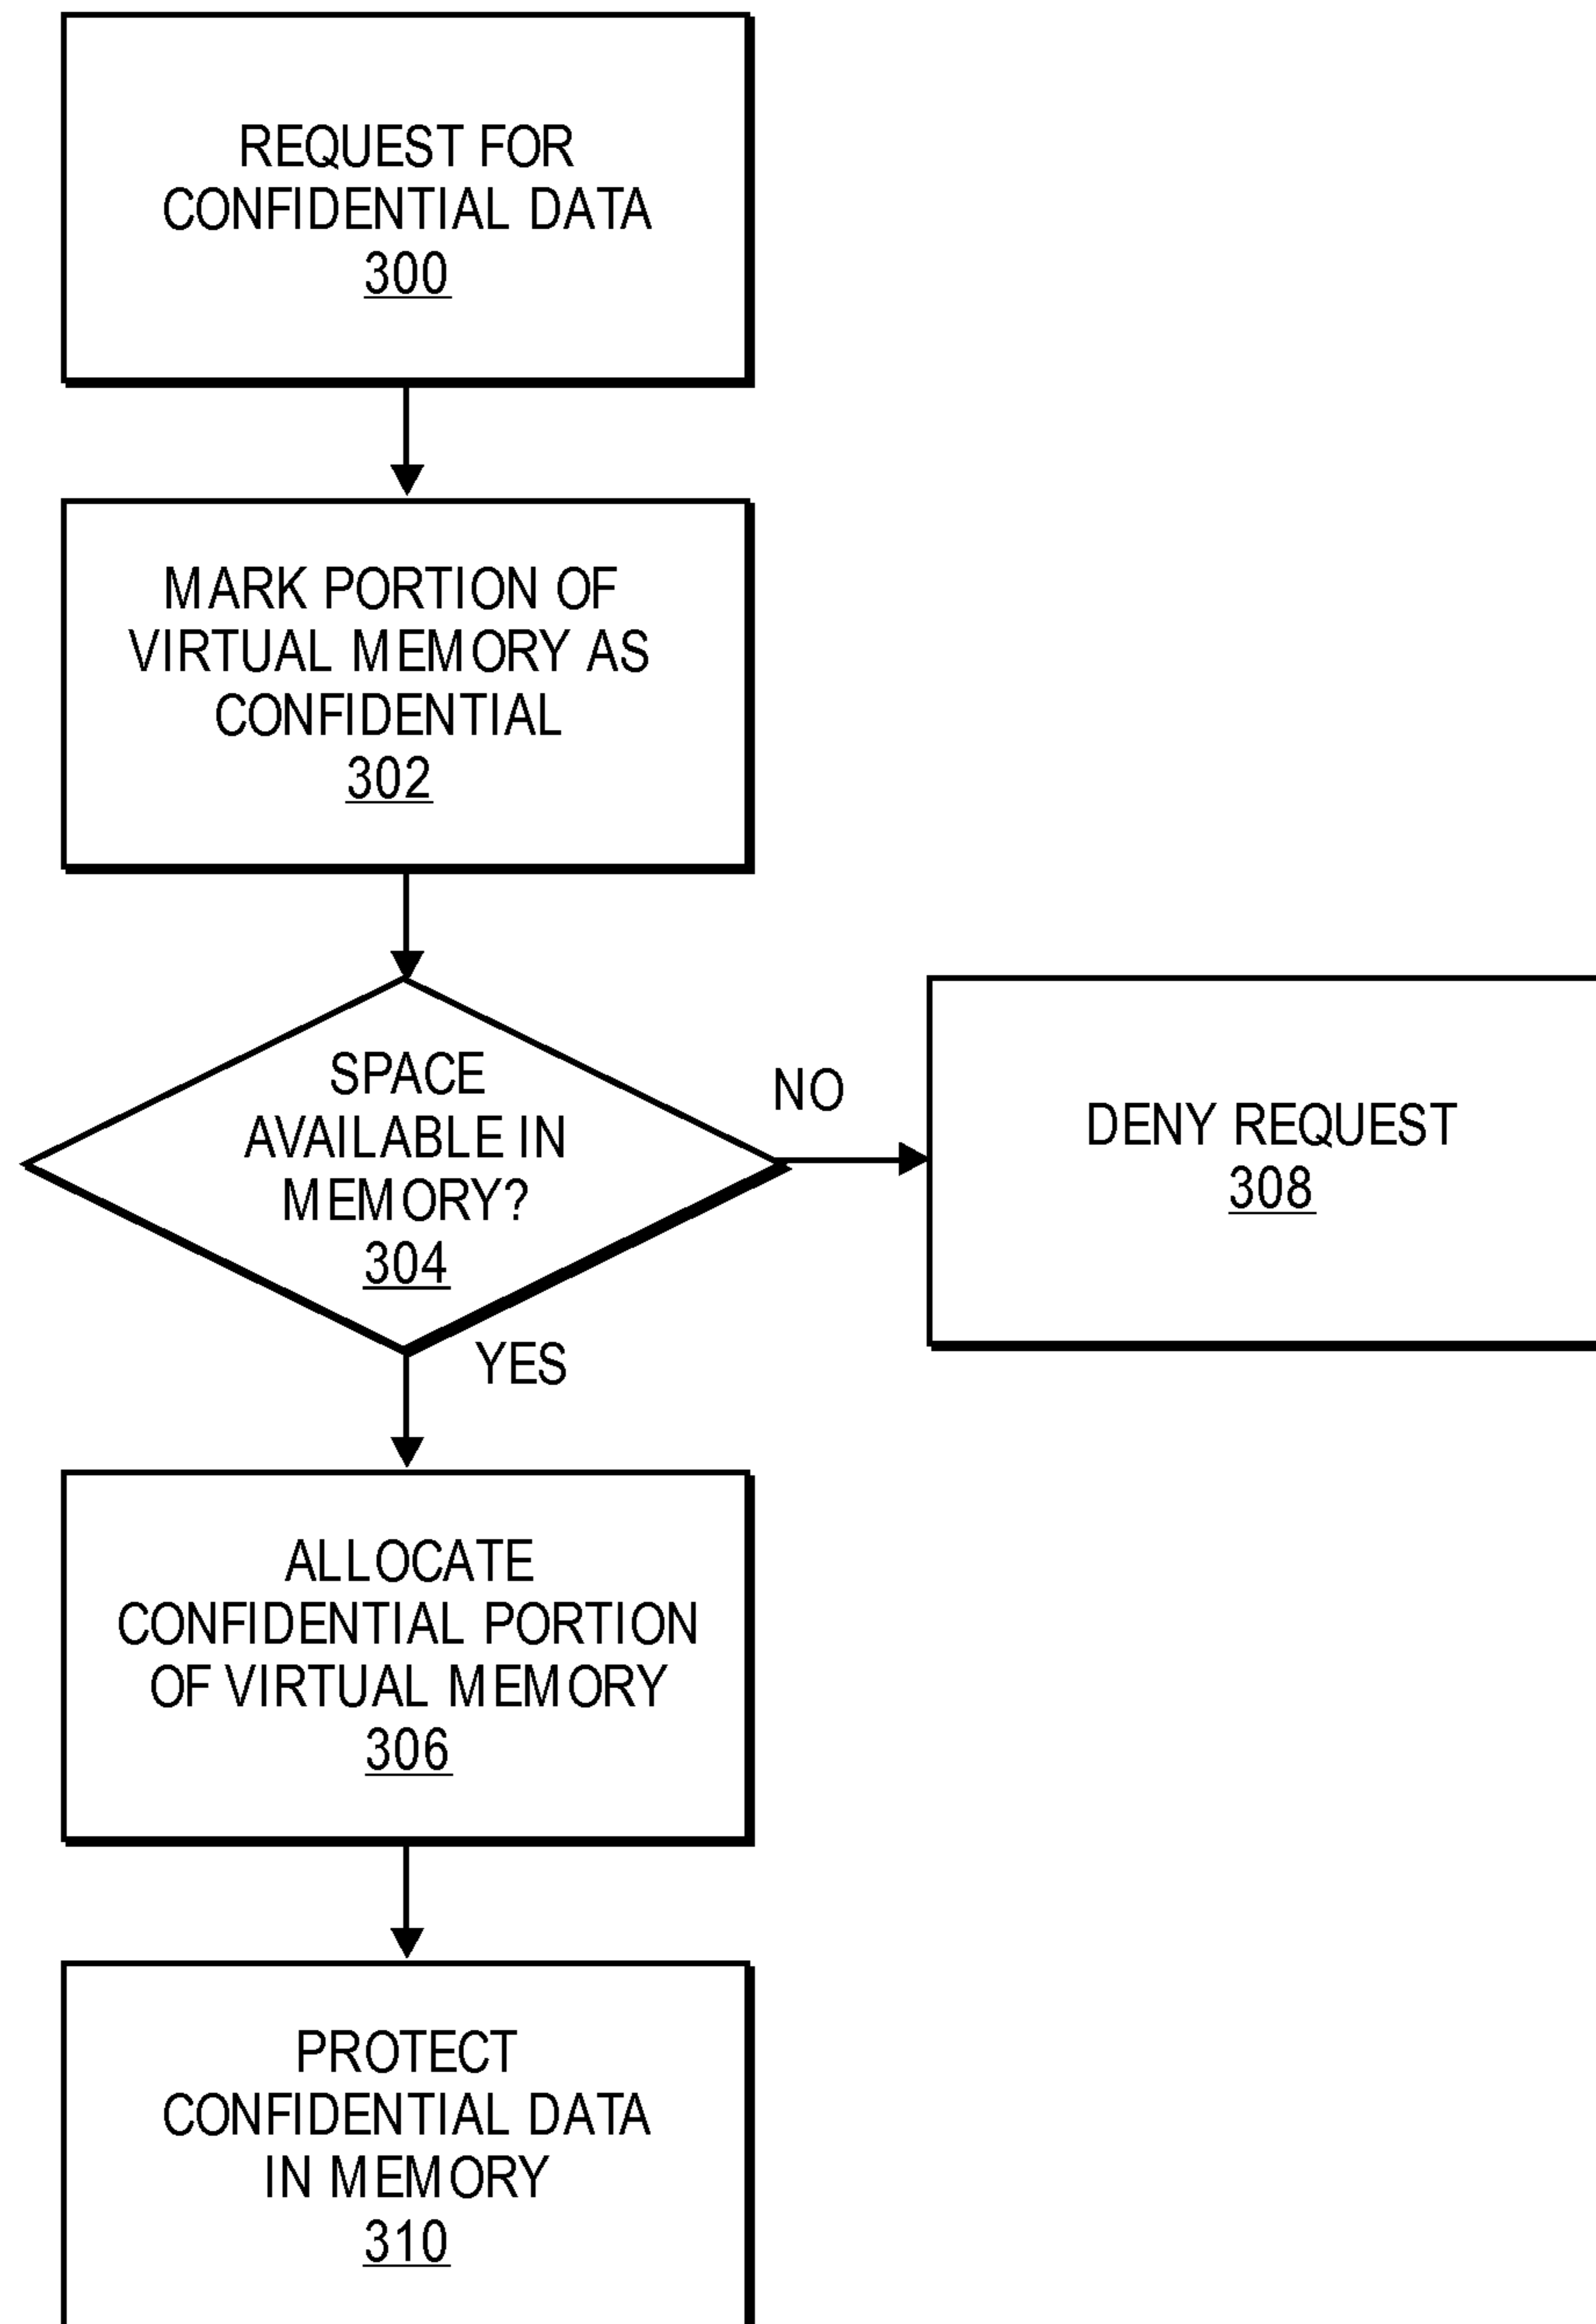 REQUEST FOR
CONFIDENTIAL DATA
300
MARK PORTION OF
VIRTUAL MEMORY AS
CONFIDENTIAL
302
SPACE
AVAILABLE IN
MEMORY?
304
NO
DENY REQUEST
308
YES
ALLOCATE
CONFIDENTIAL PORTION
OF VIRTUAL MEMORY
306
PROTECT
CONFIDENTIAL DATA
IN MEMORY
310